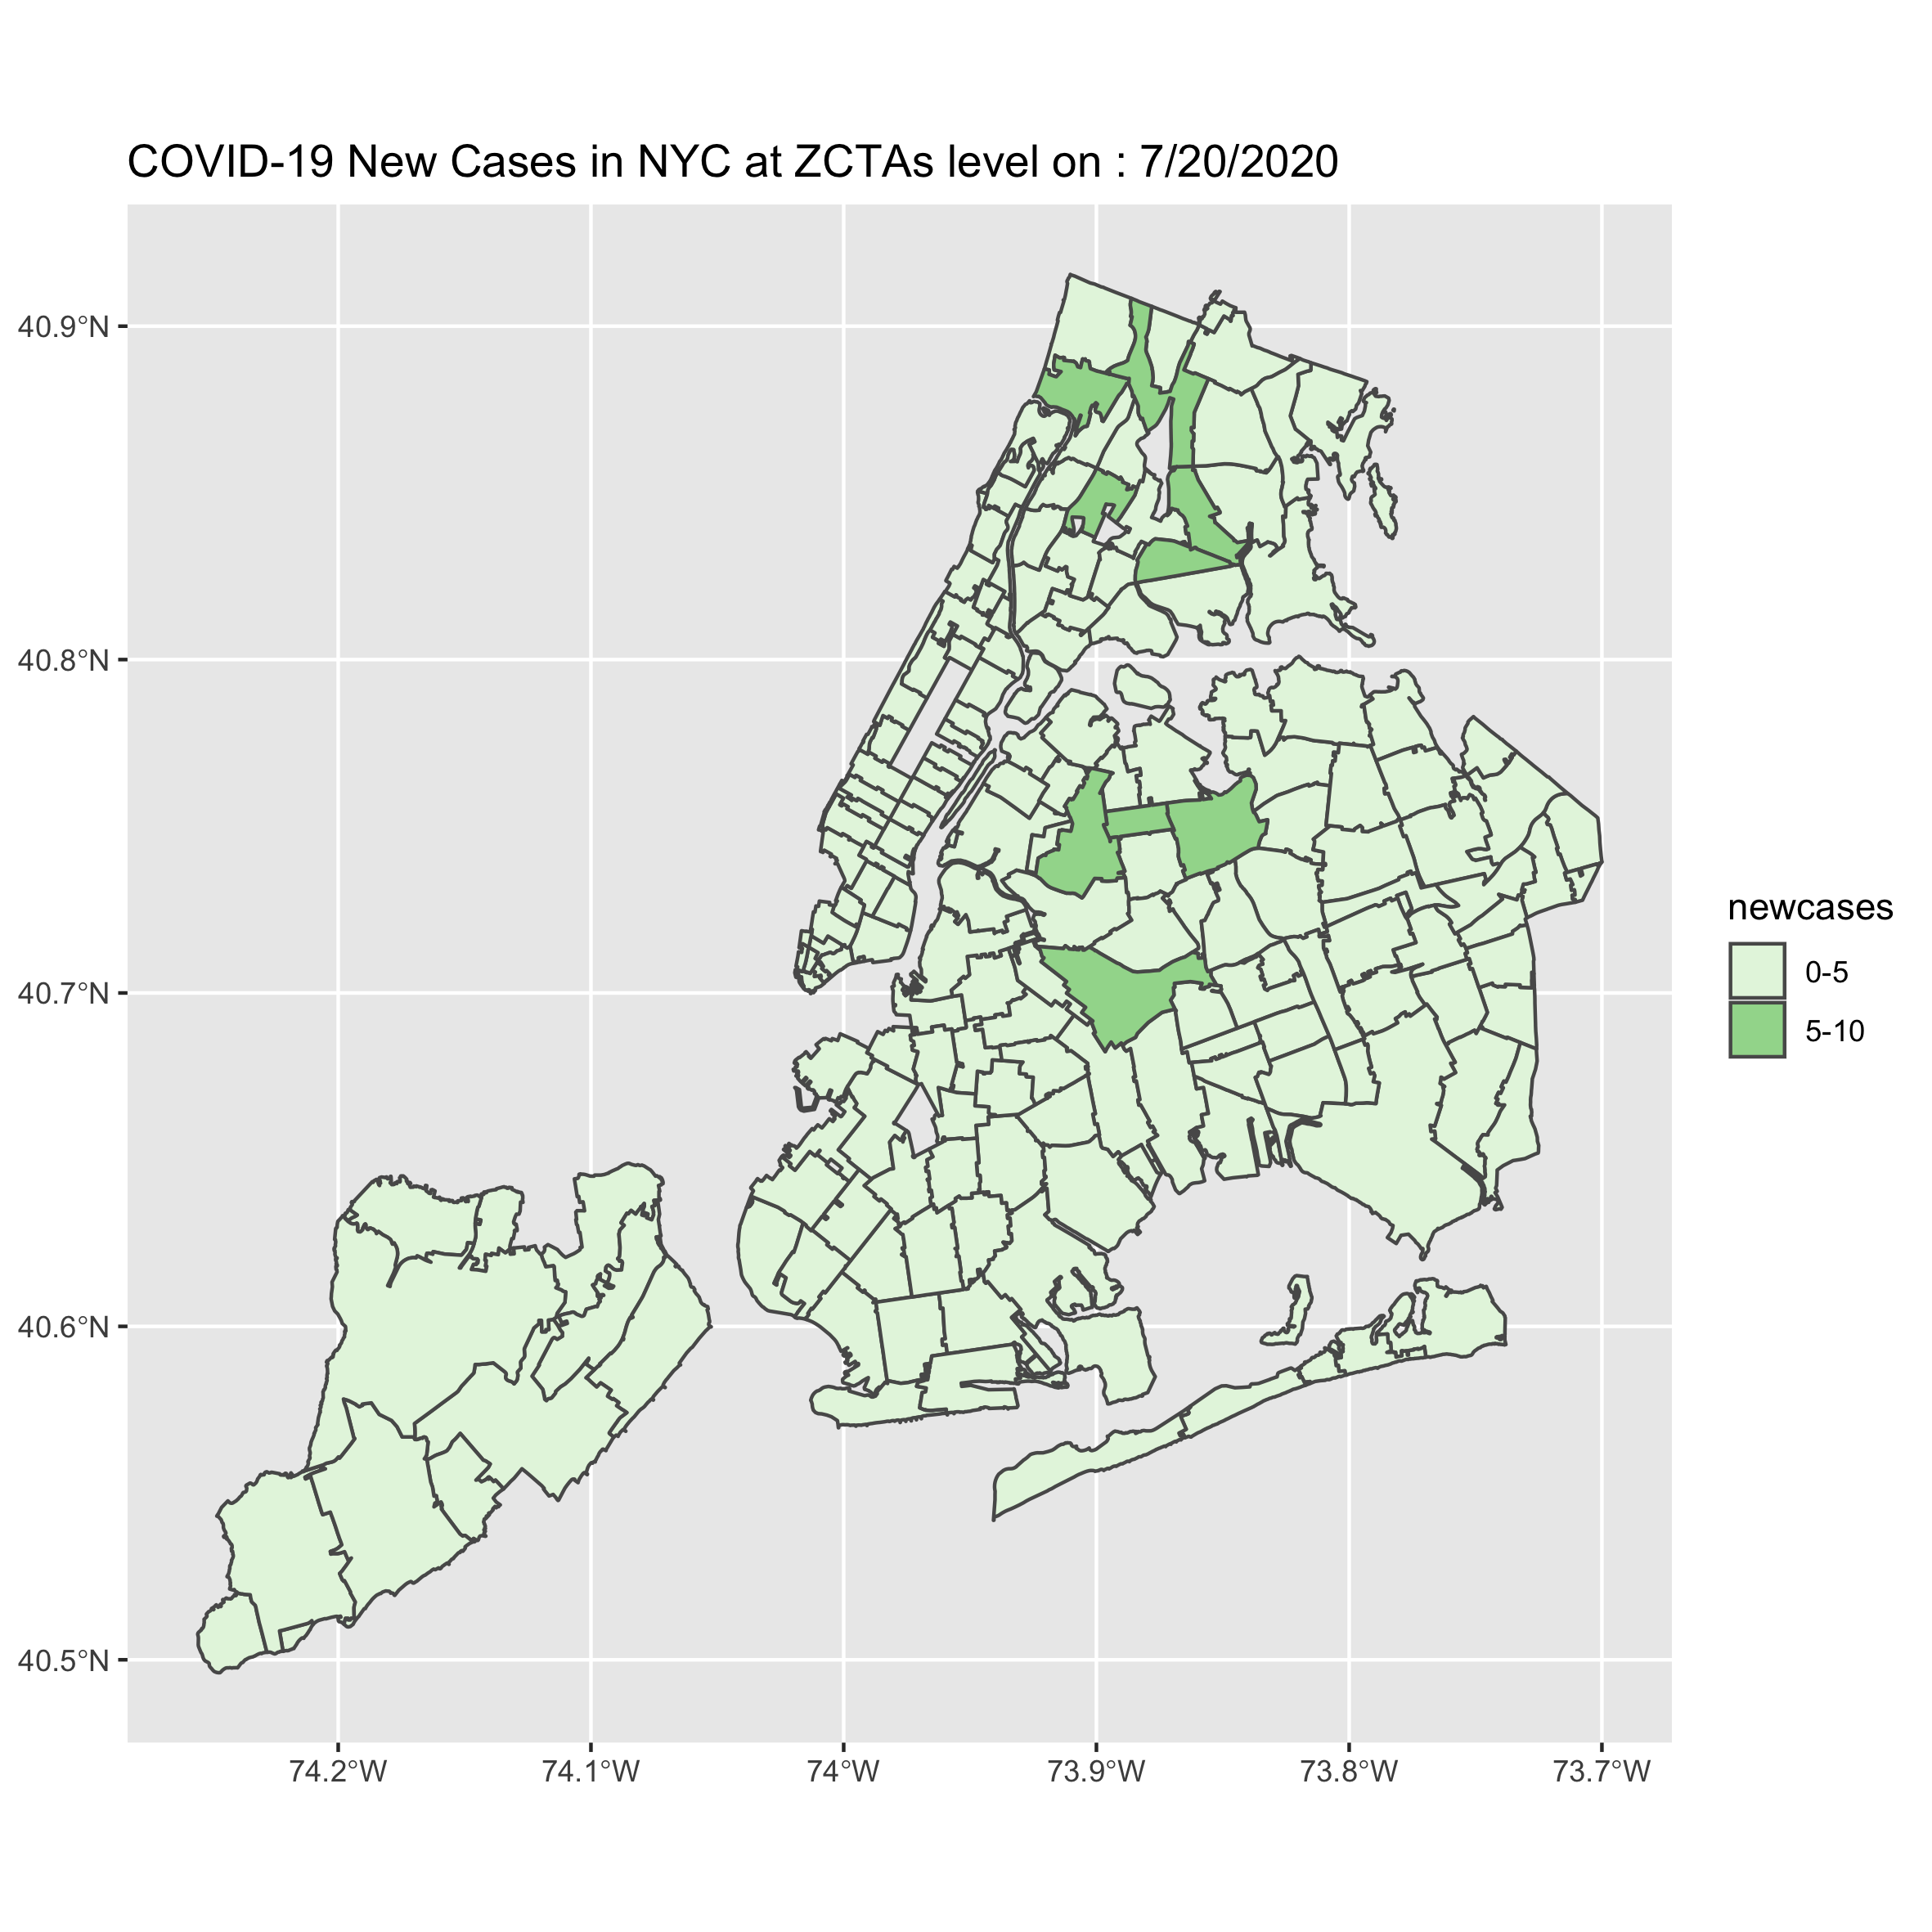 COVID-19 New Cases in NYC at ZCTAs level on : 7/20/2020
40.9°N
40.8°N
40.7°N
40.6°N
40.5°N
74.2°W
74.1°W
74°W
73.9°W
73.8°W
73.7°W
newcases
0-5
5-10